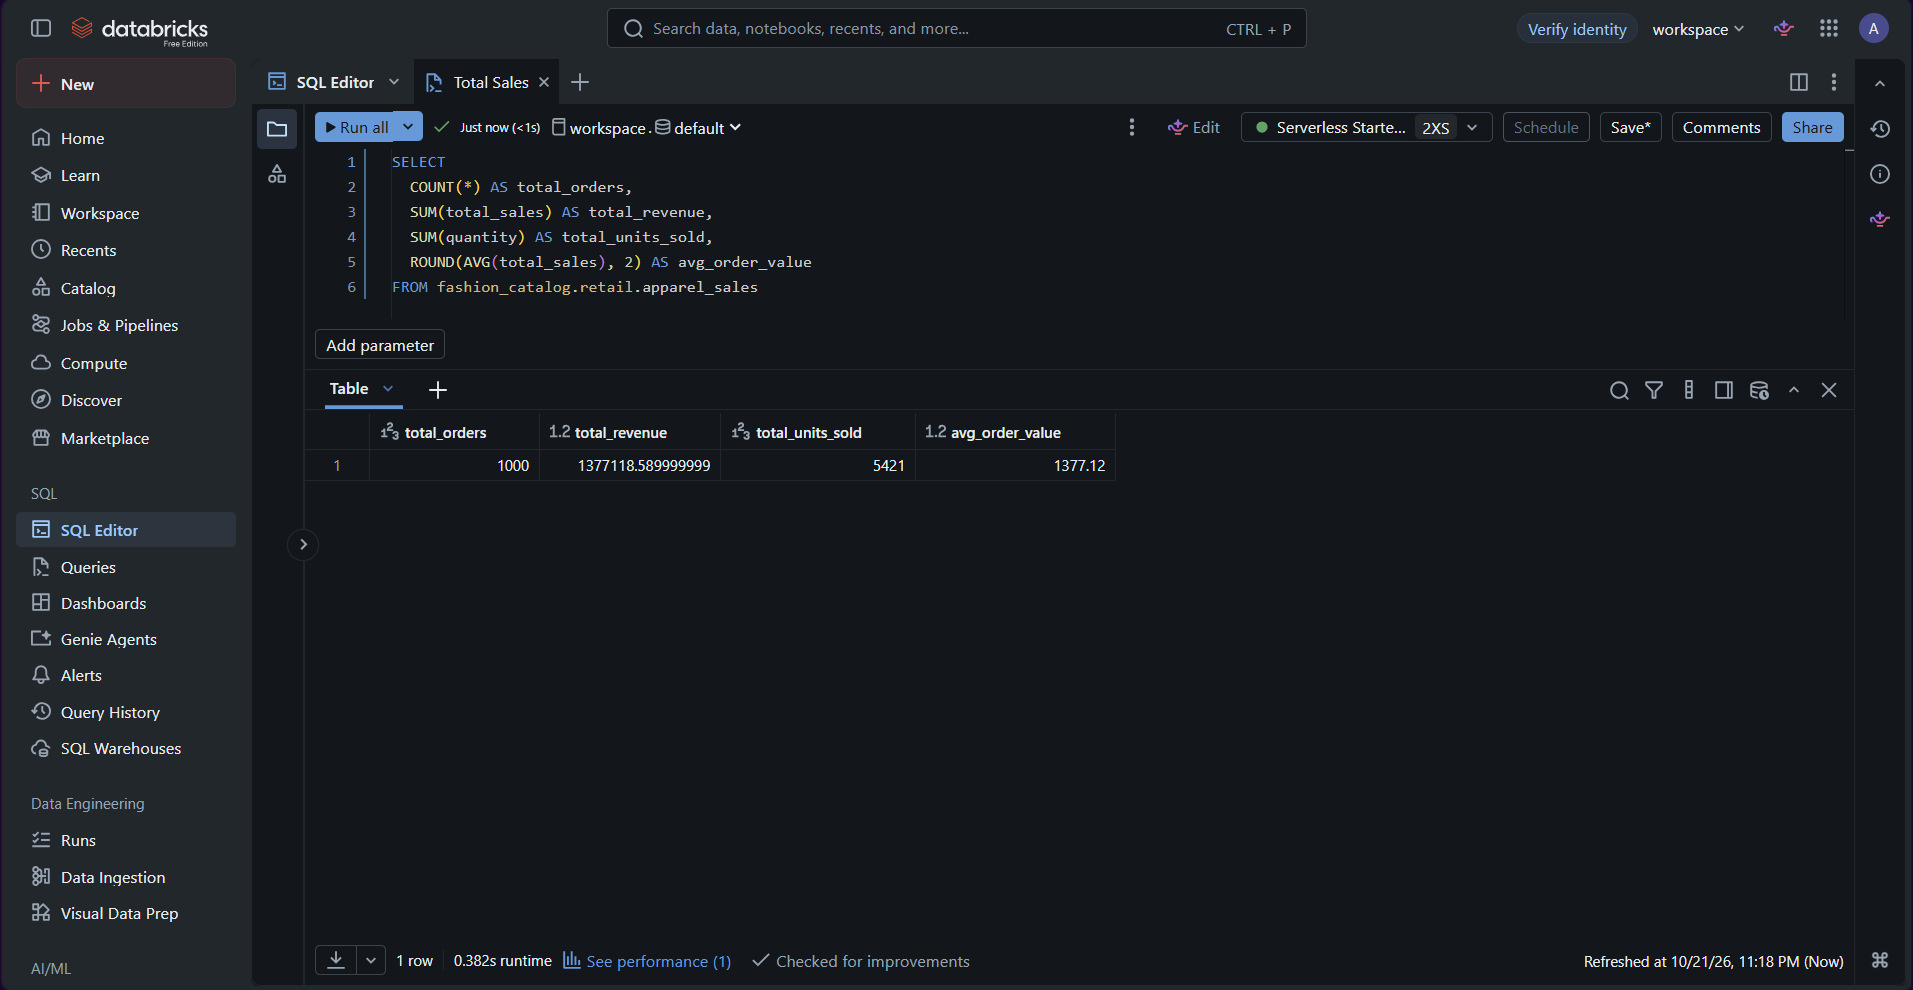 databricks
Free Edition
Search data, notebooks, recents, and more...
CTRL + P
Verify identity
workspace
A
New
Home
Learn
Workspace
Recents
Catalog
Jobs & Pipelines
Compute
Discover
Marketplace
SQL
SQL Editor
Queries
Dashboards
Genie Agents
Alerts
Query History
SQL Warehouses
Data Engineering
Runs
Data Ingestion
Visual Data Prep
AI/ML
SQL Editor
Total Sales
Run all
Just now (<1s)
workspace.
default
Edit
Serverless Starte...
2XS
Schedule
Save*
Comments
Share
1 SELECT
2 COUNT(*) AS total_orders,
3 SUM(total_sales) AS total_revenue,
4 SUM(quantity) AS total_units_sold,
5 ROUND(AVG(total_sales), 2) AS avg_order_value
6 FROM fashion_catalog.retail.apparel_sales
Add parameter
Table
123 total_orders 1.2 total_revenue 123 total_units_sold 1.2 avg_order_value
1 1000 1377118.589999999 5421 1377.12
1 row
0.382s runtime
See performance (1)
Checked for improvements
Refreshed at 10/21/26, 11:18 PM (Now)